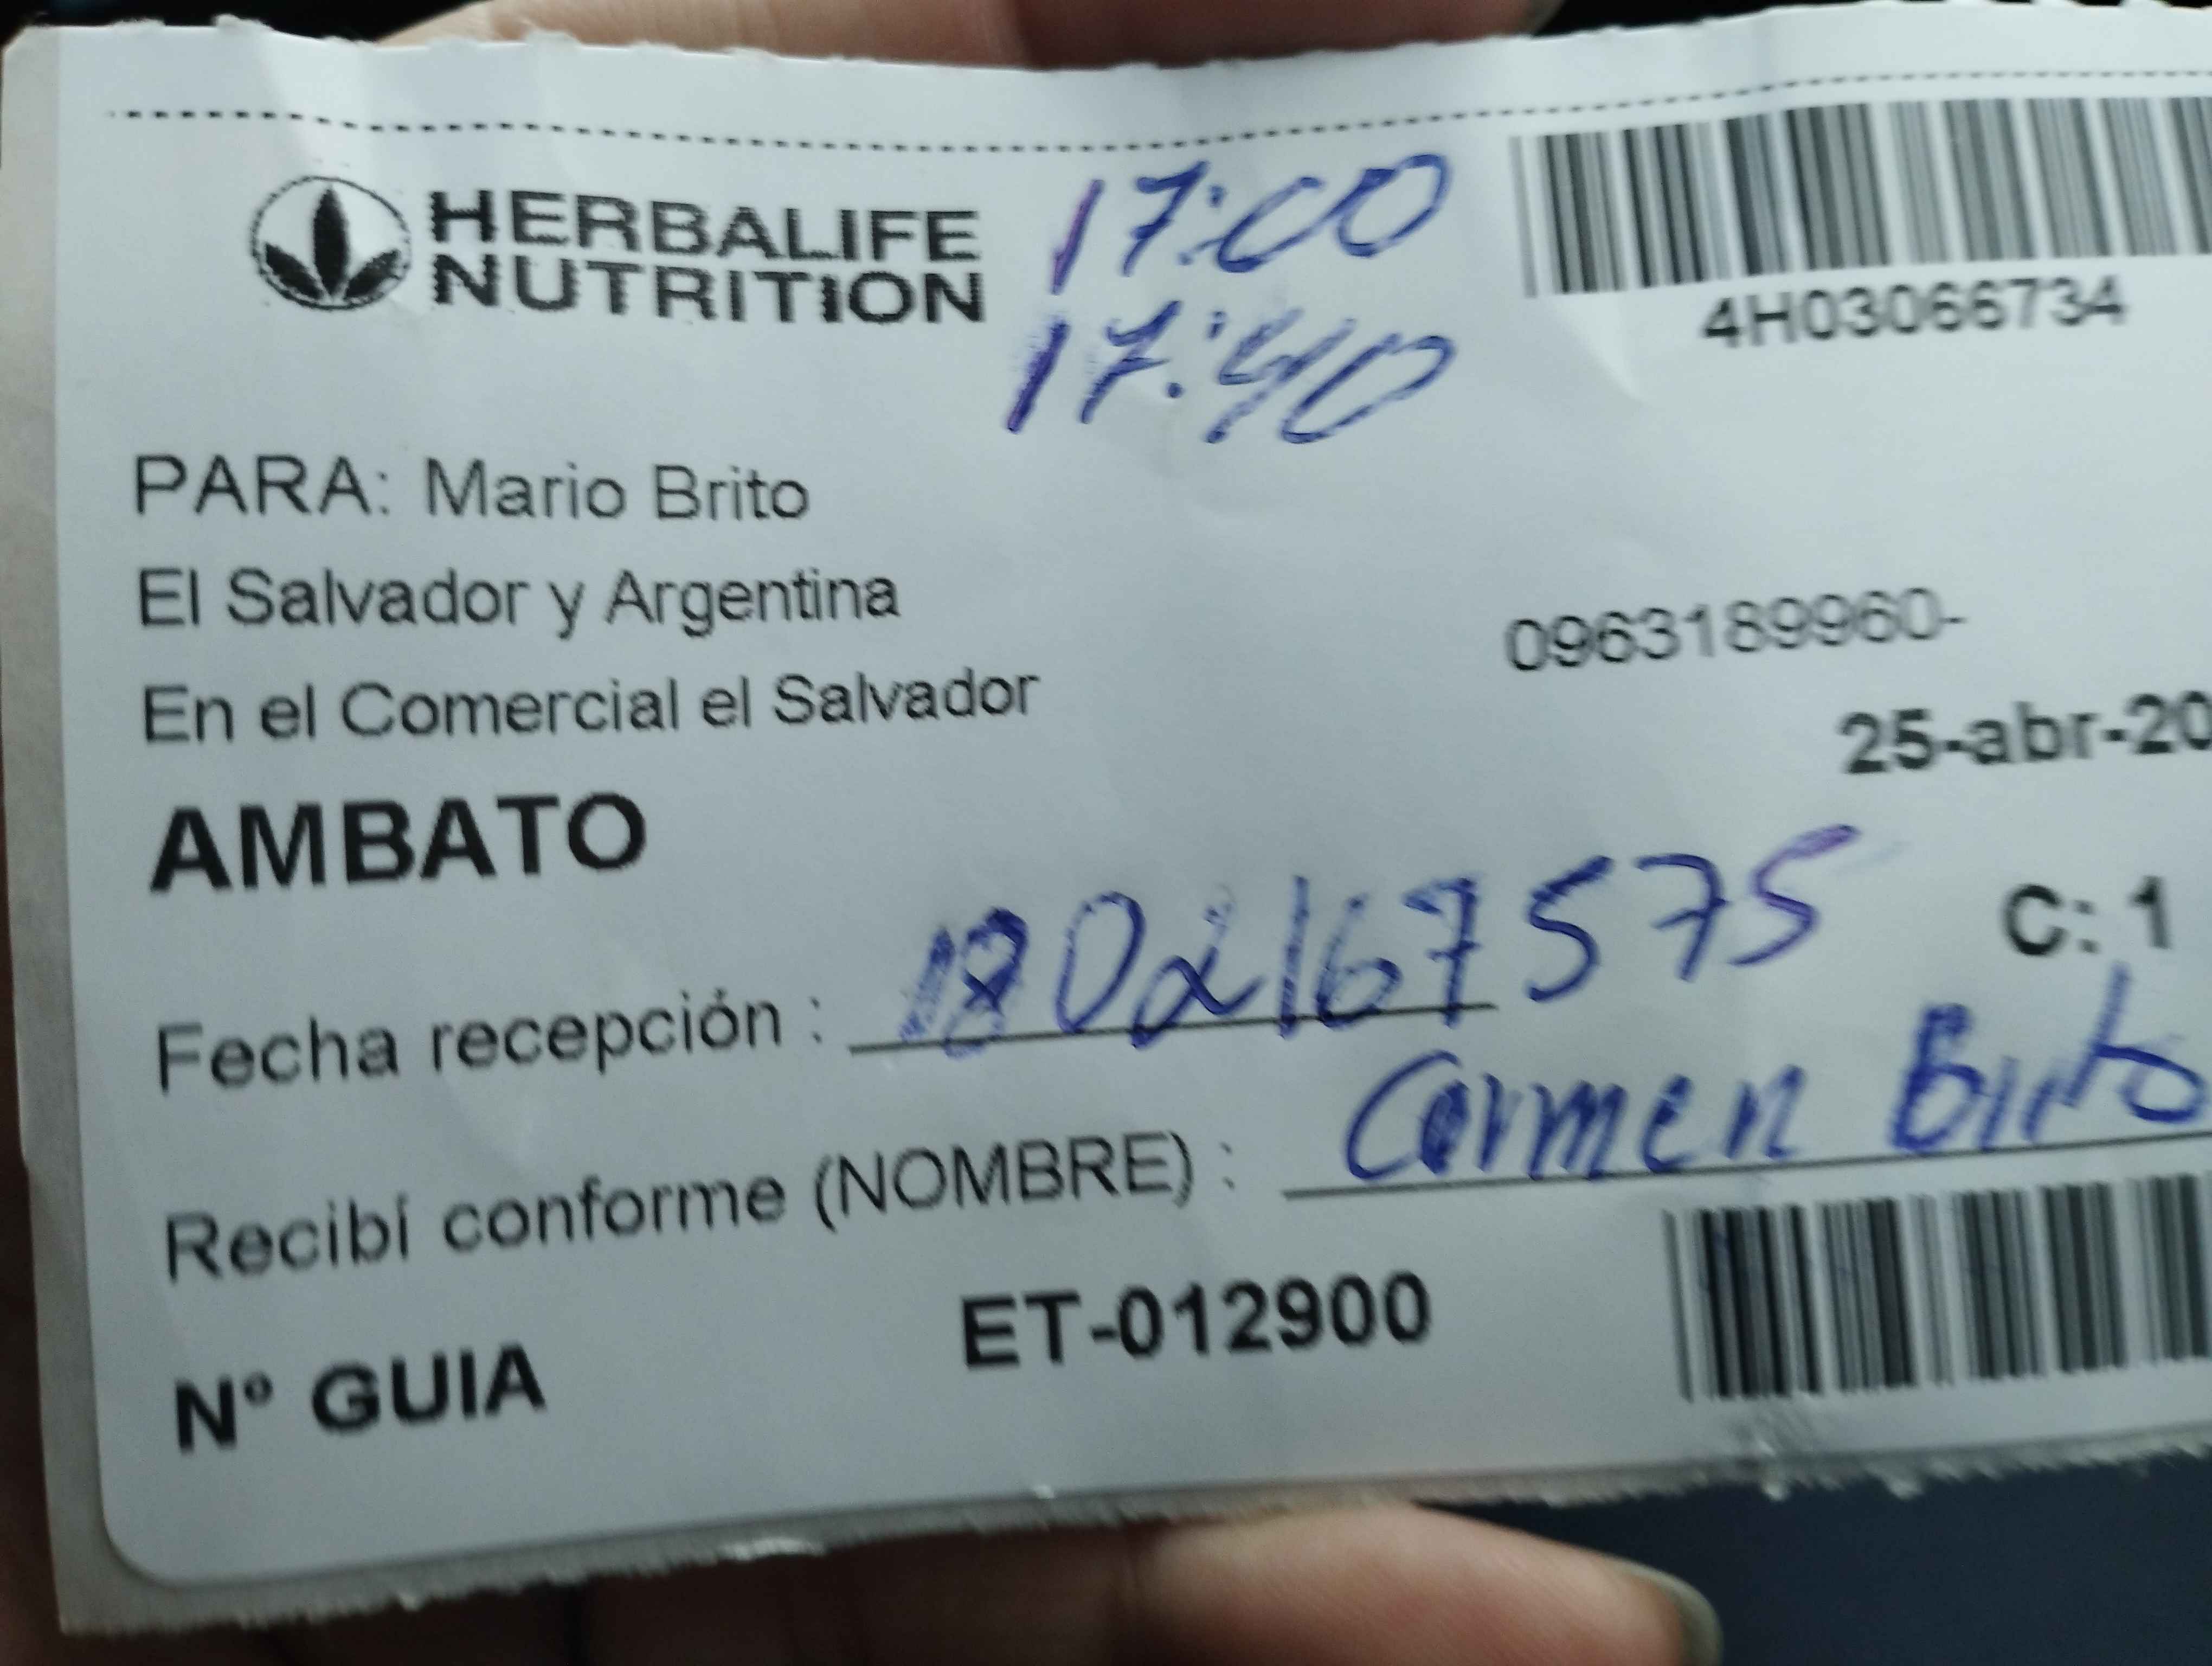 HERBALIFE
NUTRITION
17:00
17:40
4H03066734
PARA: Mario Brito
El Salvador y Argentina
0963189960-
En el Comercial el Salvador
25-abr-20
AMBATO
C: 1
Fecha recepción : 1802167575
Recibí conforme (NOMBRE) : Carmen Brito
Nº GUIA ET-012900